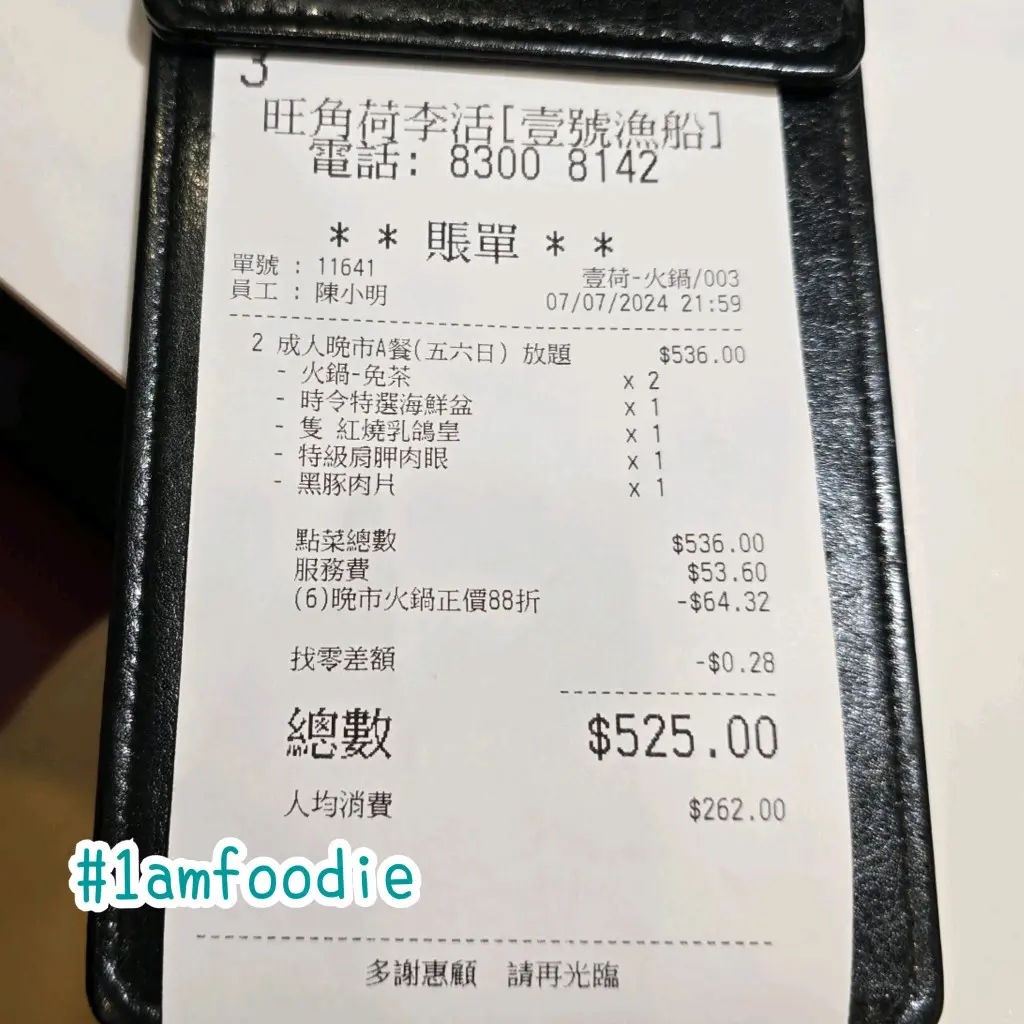 3
旺角荷李活[壹號漁船]
電話: 8300 8142
* * 賬單 * *
單號 : 11641
壹荷-火鍋/003
員工 : 陳小明
07/07/2024 21:59
2 成人晚市A餐(五六日) 放題 $536.00
- 火鍋-免茶 x 2
- 時令特選海鮮盆 x 1
- 隻 紅燒乳鴿皇 x 1
- 特級肩胛肉眼 x 1
- 黑豚肉片 x 1
點菜總數 $536.00
服務費 $53.60
(6)晚市火鍋正價88折 -$64.32
找零差額 -$0.28
總數 $525.00
人均消費 $262.00
#1amfoodie
多謝惠顧 請再光臨